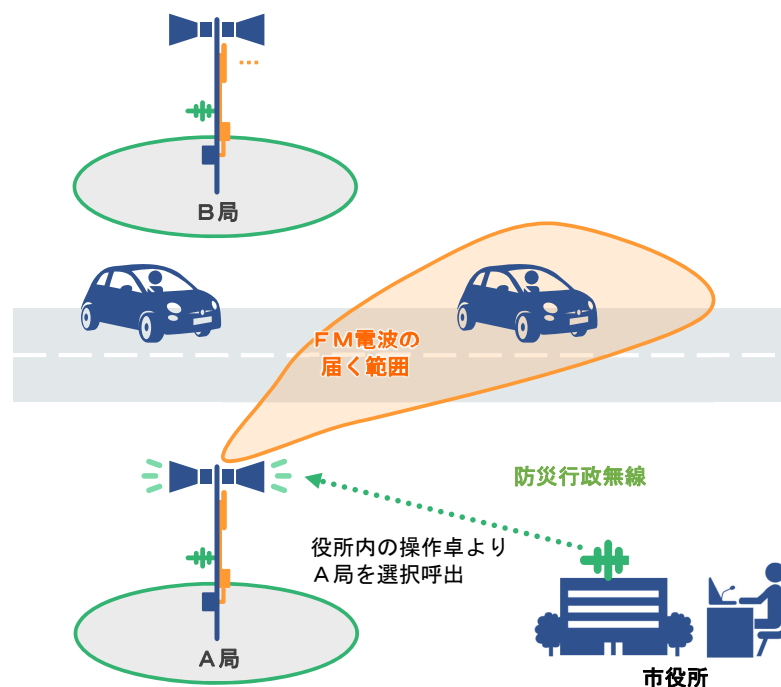 …
B局
FM電波の
届く範囲
防災行政無線
役所内の操作卓より
A局を選択呼出
A局
市役所